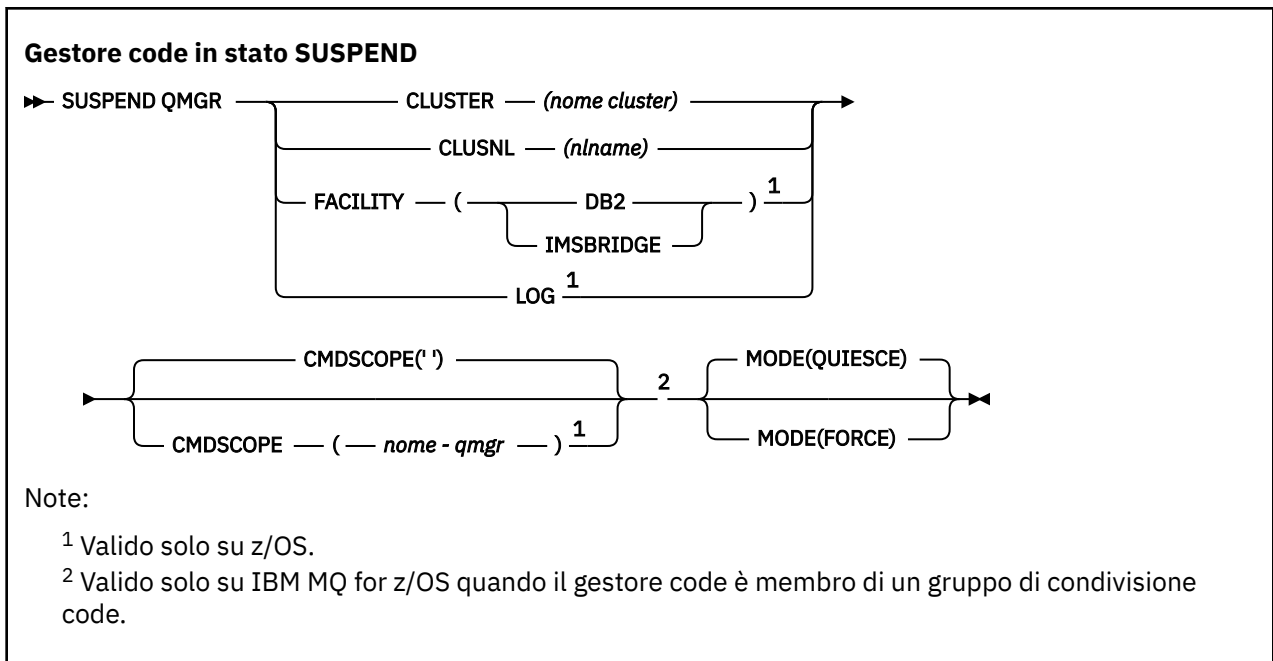 Gestore code in stato SUSPEND
SUSPEND QMGR CLUSTER (nome cluster)
CLUSNL (nlname)
FACILITY ( DB2 ) 1
IMSBRIDGE
LOG 1
CMDSCOPE(' ') MODE(QUIESCE)
2
CMDSCOPE ( nome - qmgr ) 1 MODE(FORCE)
Note:
1 Valido solo su z/OS.
2 Valido solo su IBM MQ for z/OS quando il gestore code è membro di un gruppo di condivisione
code.